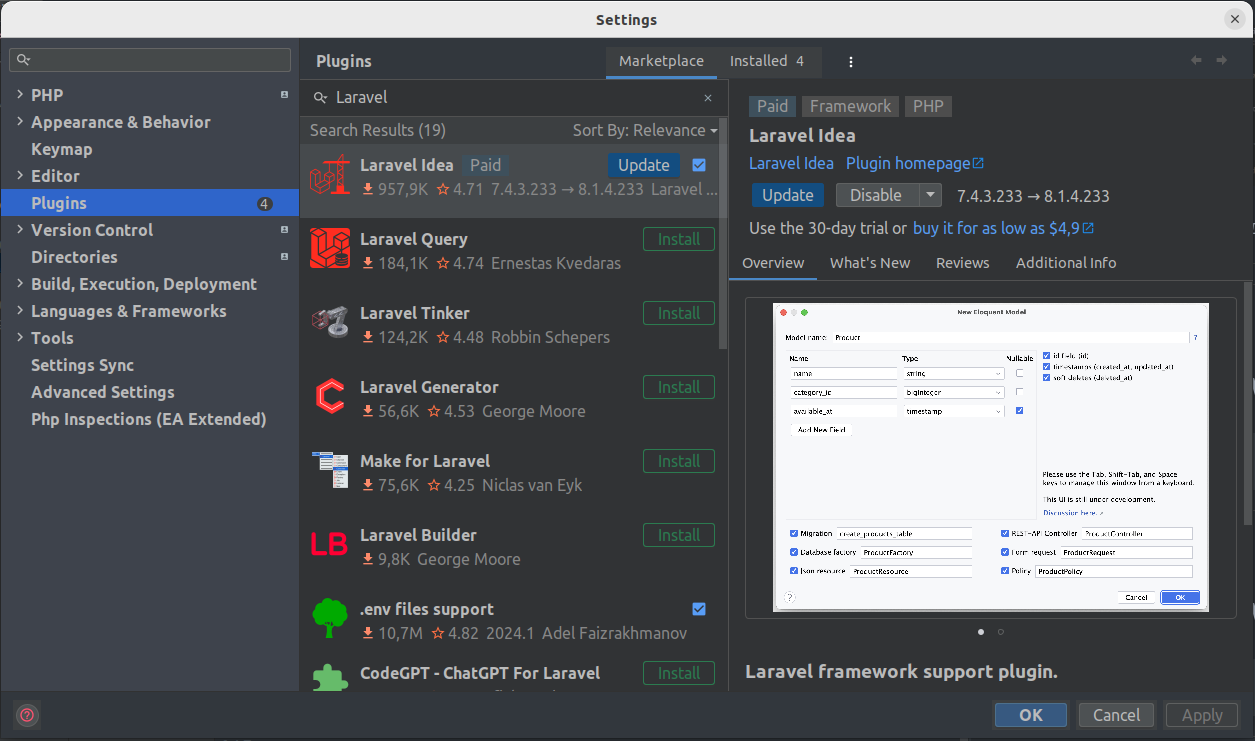 Settings
PHP
Appearance & Behavior
Keymap
Editor
Plugins 4
Version Control
Directories
Build, Execution, Deployment
Languages & Frameworks
Tools
Settings Sync
Advanced Settings
Php Inspections (EA Extended)
Plugins
Marketplace
Installed 4
Laravel
Search Results (19) Sort By: Relevance
Laravel Idea Paid Update
957,9K 4.71 7.4.3.233 → 8.1.4.233 Laravel ...
Laravel Query Install
184,1K 4.74 Ernestas Kvedaras
Laravel Tinker Install
124,2K 4.48 Robbin Schepers
Laravel Generator Install
56,6K 4.53 George Moore
Make for Laravel Install
75,6K 4.25 Niclas van Eyk
LB
Laravel Builder Install
9,8K George Moore
.env files support
10,7M 4.82 2024.1 Adel Faizrakhmanov
CodeGPT - ChatGPT For Laravel Install
Paid Framework PHP
Laravel Idea
Laravel Idea Plugin homepage
Update Disable 7.4.3.233 → 8.1.4.233
Use the 30-day trial or buy it for as low as $4,9
Overview What's New Reviews Additional Info
New Eloquent Model
Model name: Product ?
Name Type Nullable
name string
category_id bigInteger
available_at timestamp
Add New Field
id field (id)
timestamps (created_at, updated_at)
soft deletes (deleted_at)
Please use the Tab, Shift-Tab, and Space
keys to manage this window from a keyboard.
This UI is still under development.
Discussion here.
Migration create_products_table
Database factory ProductFactory
Json resource ProductResource
REST-API Controller ProductController
Form request ProductRequest
Policy ProductPolicy
? Cancel OK
Laravel framework support plugin.
? OK Cancel Apply